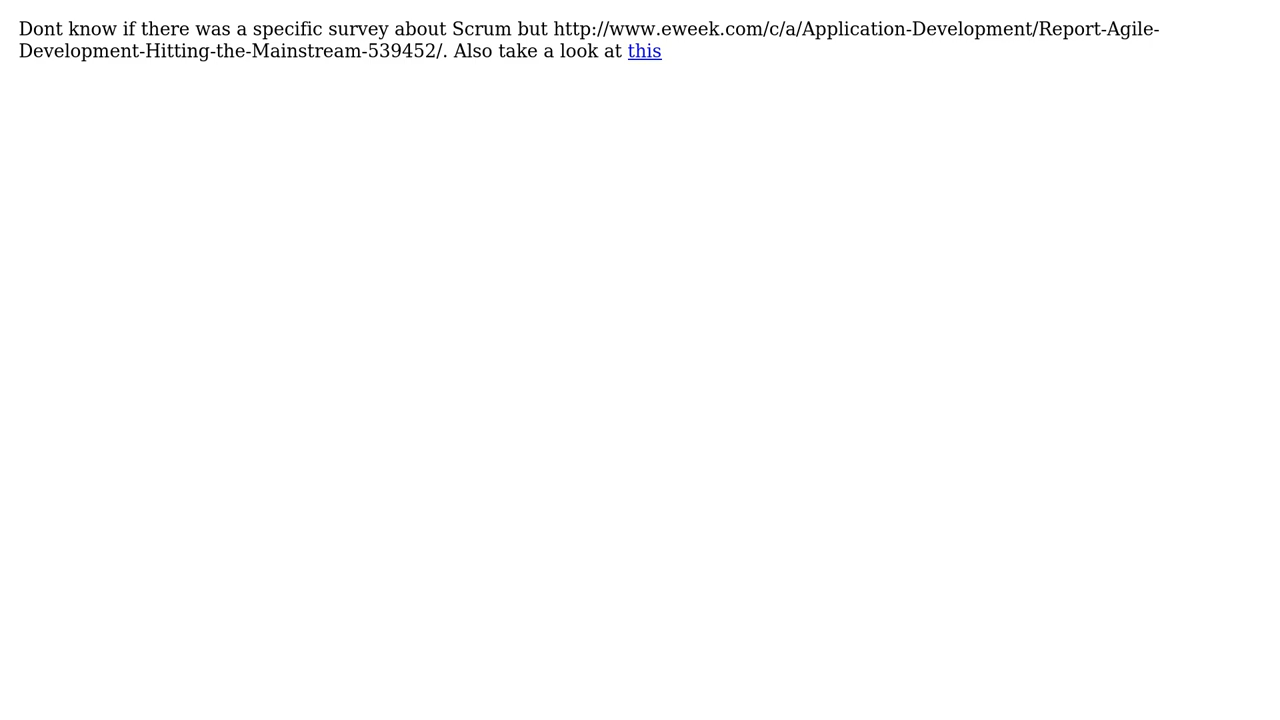 Dont know if there was a specific survey about Scrum but http://www.eweek.com/c/a/Application-Development/Report-Agile-
Development-Hitting-the-Mainstream-539452/. Also take a look at this